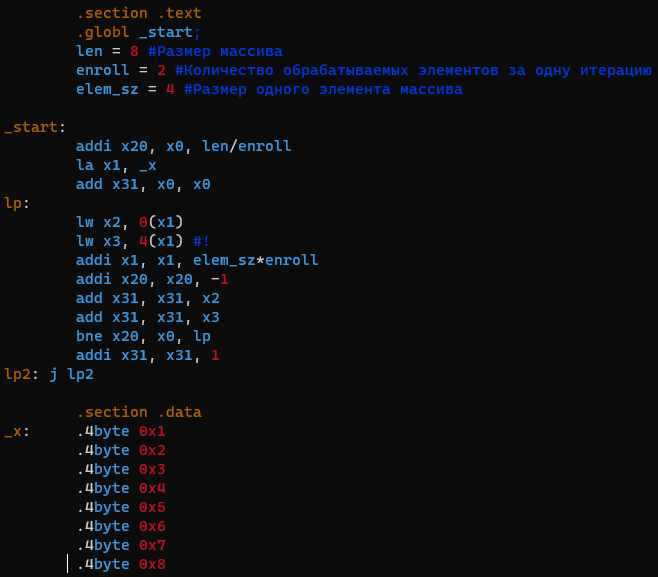 .section .text
.globl _start;
len = 8 #Размер массива
enroll = 2 #Количество обрабатываемых элементов за одну итерацию
elem_sz = 4 #Размер одного элемента массива
_start:
addi x20, x0, len/enroll
la x1, _x
add x31, x0, x0
lp:
lw x2, 0(x1)
lw x3, 4(x1) #!
addi x1, x1, elem_sz*enroll
addi x20, x20, -1
add x31, x31, x2
add x31, x31, x3
bne x20, x0, lp
addi x31, x31, 1
lp2: j lp2
.section .data
_x: .4byte 0x1
.4byte 0x2
.4byte 0x3
.4byte 0x4
.4byte 0x5
.4byte 0x6
.4byte 0x7
.4byte 0x8